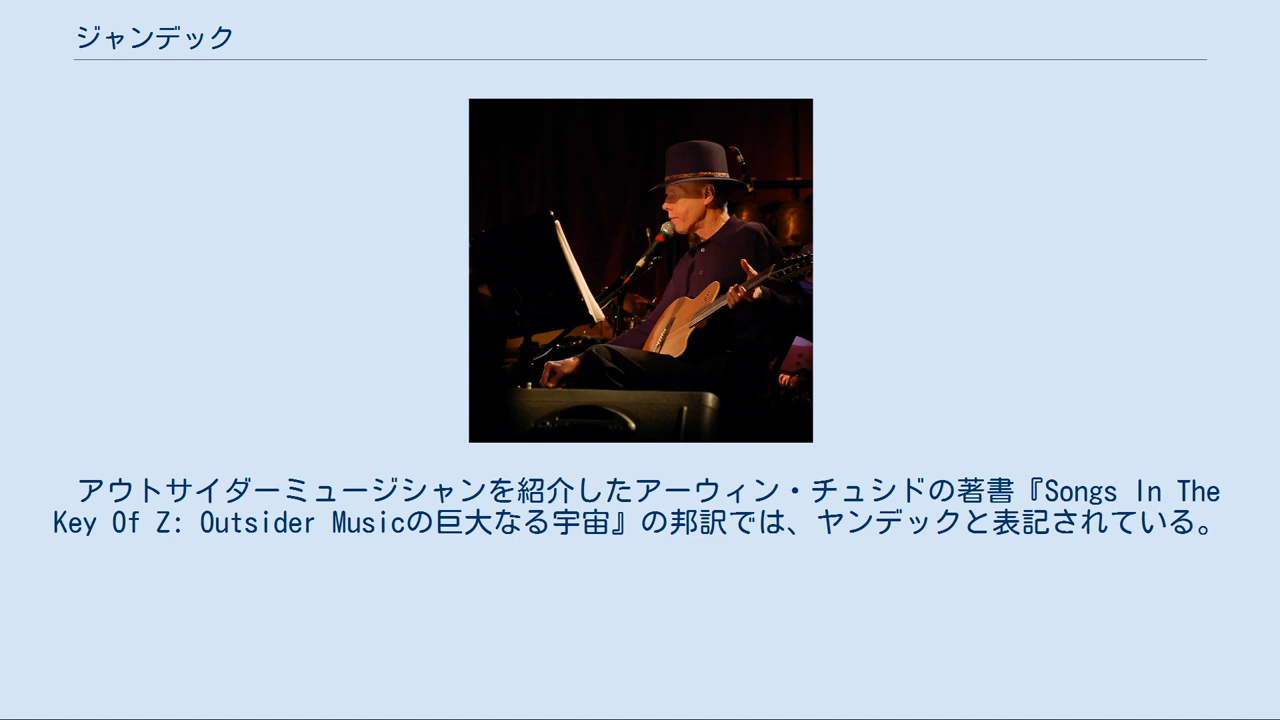 ジャンデック
アウトサイダーミュージシャンを紹介したアーウィン・チュシドの著書『Songs In The
Key Of Z: Outsider Musicの巨大なる宇宙』の邦訳では、ヤンデックと表記されている。